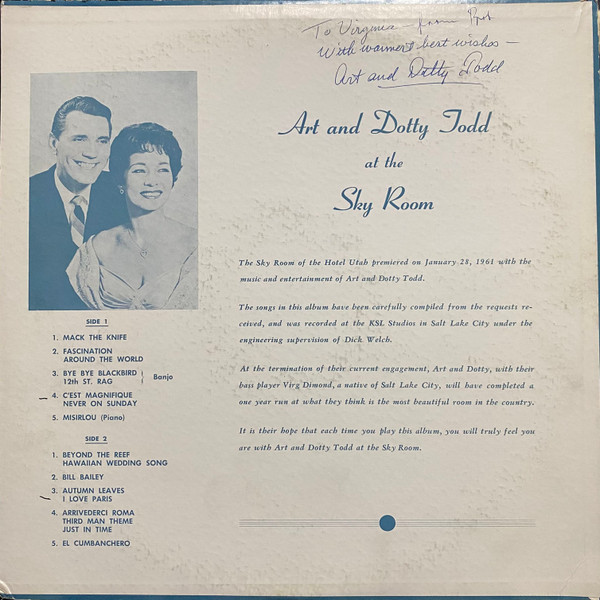 To Virginia - from
With warmest best wishes -
Art and Dotty Todd
Art and Dotty Todd
at the
Sky Room
The Sky Room of the Hotel Utah premiered on January 28, 1961 with the
music and entertainment of Art and Dotty Todd.
The songs in this album have been carefully compiled from the requests re-
ceived, and was recorded at the KSL Studios in Salt Lake City under the
engineering supervision of Dick Welch.
At the termination of their current engagement, Art and Dotty, with their
bass player Virg Dimond, a native of Salt Lake City, will have completed a
one year run at what they think is the most beautiful room in the country.
It is their hope that each time you play this album, you will truly feel you
are with Art and Dotty Todd at the Sky Room.
SIDE 1
1. MACK THE KNIFE
2. FASCINATION
AROUND THE WORLD
3. BYE BYE BLACKBIRD
12th ST. RAG } Banjo
4. C'EST MAGNIFIQUE
NEVER ON SUNDAY
5. MISIRLOU (Piano)
SIDE 2
1. BEYOND THE REEF
HAWAIIAN WEDDING SONG
2. BILL BAILEY
3. AUTUMN LEAVES
I LOVE PARIS
4. ARRIVEDERCI ROMA
THIRD MAN THEME
JUST IN TIME
5. EL CUMBANCHERO